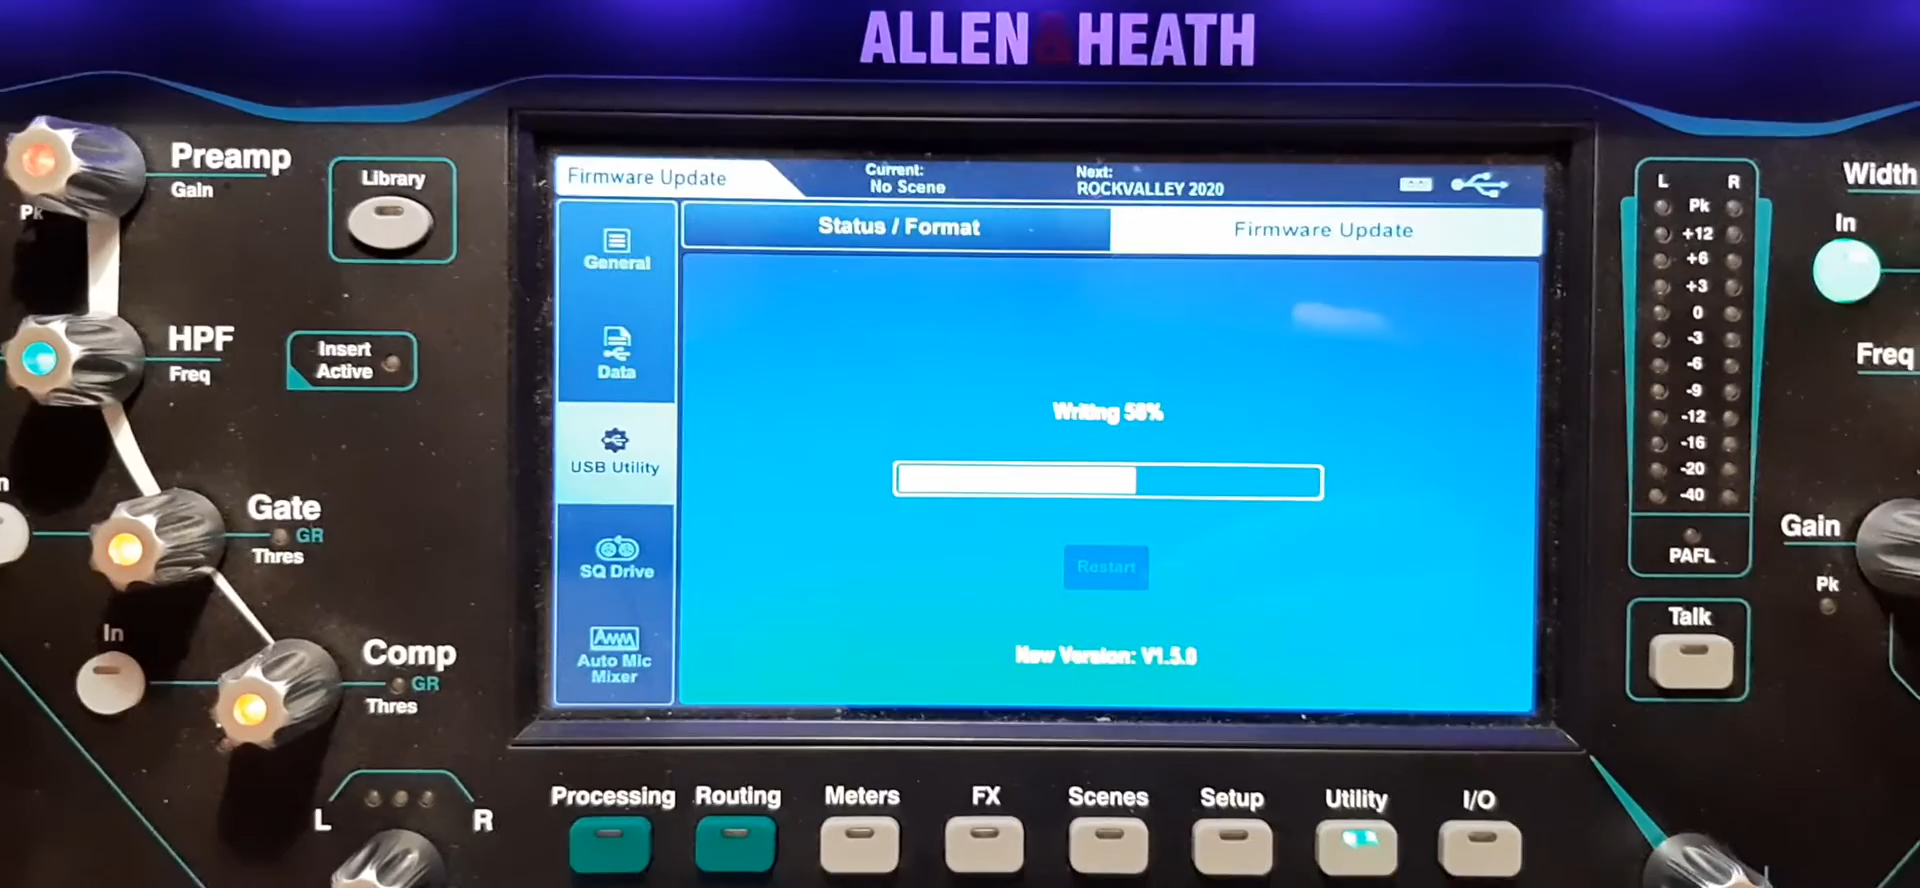 ALLEN&HEATH
Preamp
Gain
Pk
Library
HPF
Freq
Insert
Active
Gate
GR
Thres
In
Comp
GR
Thres
L
R
Firmware Update
Current:
No Scene
Next:
ROCKVALLEY 2020
General
Data
USB Utility
SQ Drive
Auto Mic
Mixer
Status / Format
Firmware Update
Writing
Restart
New Version: V1.5.0
Processing
Routing
Meters
FX
Scenes
Setup
Utility
I/O
L
R
Pk
+12
+6
+3
0
-3
-6
-9
-12
-16
-20
-40
PAFL
Talk
Width
In
Freq
Gain
Pk